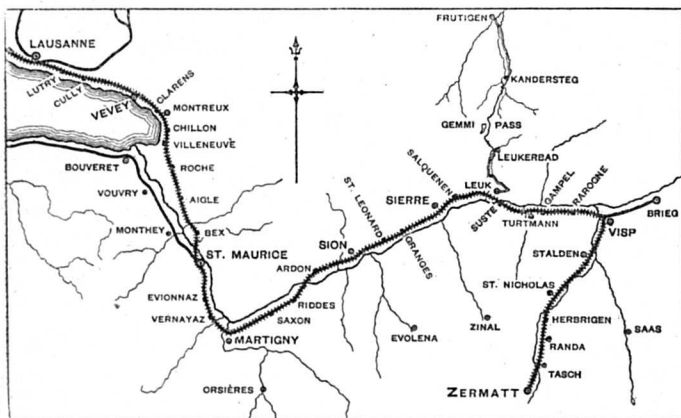 FRUTIGEN
LAUSANNE
LUTRY
CULLY
VEVEY
CLARENS
MONTREUX
CHILLON
VILLENEUVE
ROCHE
BOUVERET
VOUVRY
AIGLE
MONTHEY
BEX
ST. MAURICE
EVIONNAZ
VERNAYAZ
MARTIGNY
ORSIÈRES
SAXON
RIDDES
ARDON
SION
ST. LEONARD
GRANGES
SIERRE
SALQUENEN
EVOLENA
ZINAL
KANDERSTEG
GEMMI PASS
LEUKERBAD
LEUK
SUSTE
TURTMANN
GAMPEL
RAROGNE
BRIEG
VISP
STALDEN
ST. NICHOLAS
HERBRIGEN
RANDA
TASCH
ZERMATT
SAAS